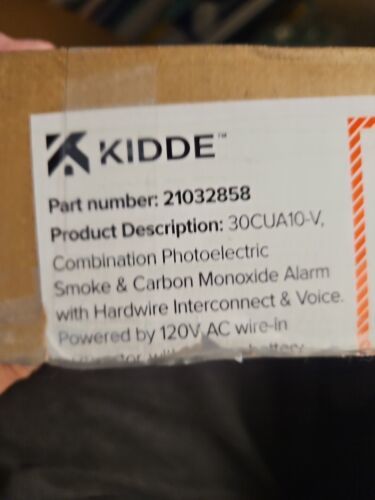 KIDDE™
Part number: 21032858
Product Description: 30CUA10-V,
Combination Photoelectric
Smoke & Carbon Monoxide Alarm
with Hardwire Interconnect & Voice.
Powered by 120V AC wire-in
battery